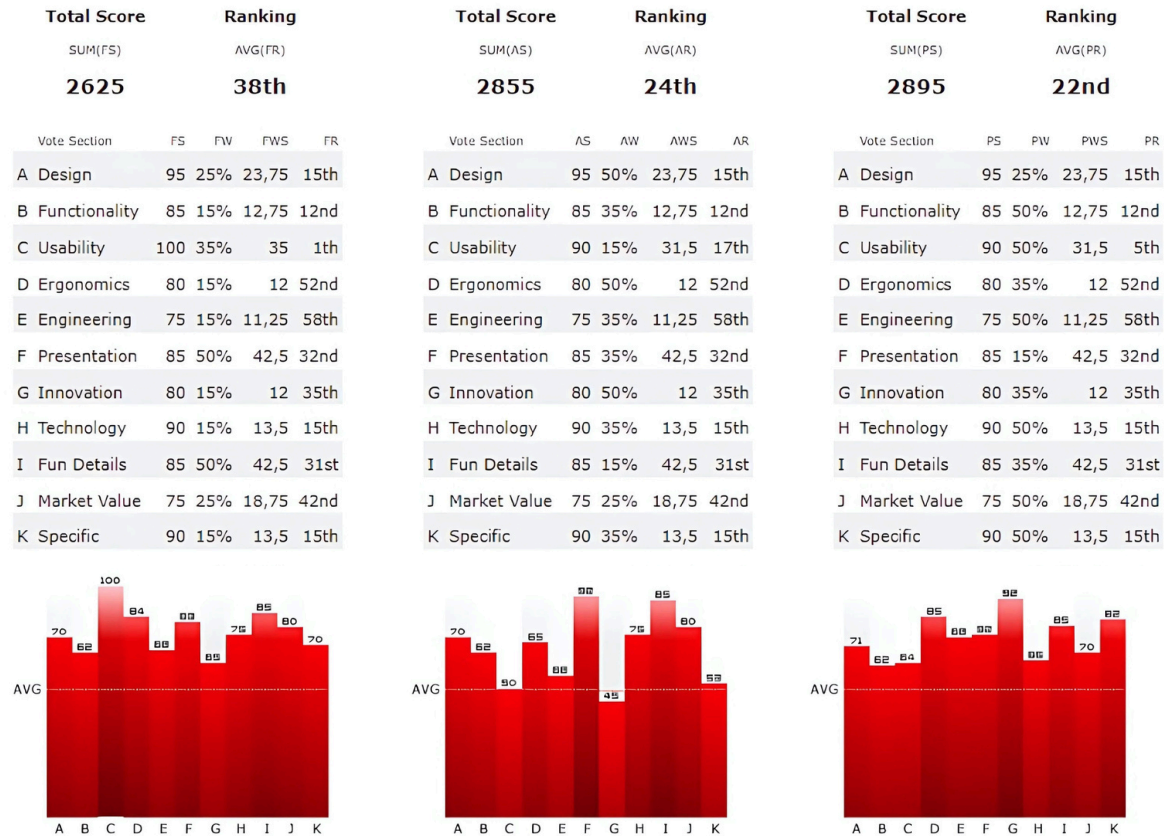 Total Score Ranking
SUM(FS) AVG(FR)
2625 38th
Vote Section FS FW FWS FR
A Design 95 25% 23,75 15th
B Functionality 85 15% 12,75 12nd
C Usability 100 35% 35 1th
D Ergonomics 80 15% 12 52nd
E Engineering 75 15% 11,25 58th
F Presentation 85 50% 42,5 32nd
G Innovation 80 15% 12 35th
H Technology 90 15% 13,5 15th
I Fun Details 85 50% 42,5 31st
J Market Value 75 25% 18,75 42nd
K Specific 90 15% 13,5 15th
100
84
85
80
70
62
70
AVG
A B C D E F G H I J K
Total Score Ranking
SUM(AS) AVG(AR)
2855 24th
Vote Section AS AW AWS AR
A Design 95 50% 23,75 15th
B Functionality 85 35% 12,75 12nd
C Usability 90 15% 31,5 17th
D Ergonomics 80 50% 12 52nd
E Engineering 75 35% 11,25 58th
F Presentation 85 35% 42,5 32nd
G Innovation 80 50% 12 35th
H Technology 90 35% 13,5 15th
I Fun Details 85 15% 42,5 31st
J Market Value 75 25% 18,75 42nd
K Specific 90 35% 13,5 15th
85
80
70
62
65
45
AVG
A B C D E F G H I J K
Total Score Ranking
SUM(PS) AVG(PR)
2895 22nd
Vote Section PS PW PWS PR
A Design 95 25% 23,75 15th
B Functionality 85 50% 12,75 12nd
C Usability 90 50% 31,5 5th
D Ergonomics 80 35% 12 52nd
E Engineering 75 50% 11,25 58th
F Presentation 85 15% 42,5 32nd
G Innovation 80 35% 12 35th
H Technology 90 50% 13,5 15th
I Fun Details 85 35% 42,5 31st
J Market Value 75 50% 18,75 42nd
K Specific 90 50% 13,5 15th
92
85
82
71
62
85
70
AVG
A B C D E F G H I J K